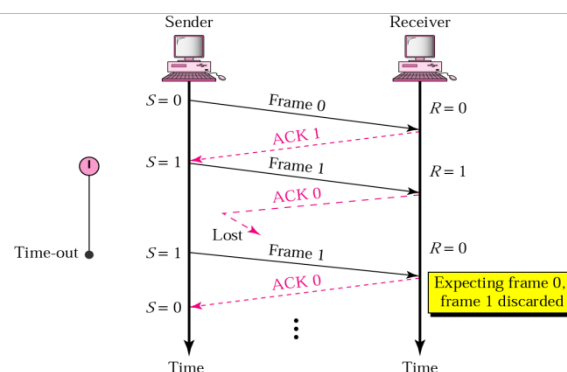 Sender
Receiver
S = 0
Frame 0
R = 0
ACK 1
S = 1
Frame 1
R = 1
ACK 0
Lost
Time-out
S = 1
Frame 1
R = 0
ACK 0
Expecting frame 0,
frame 1 discarded
S = 0
Time
Time